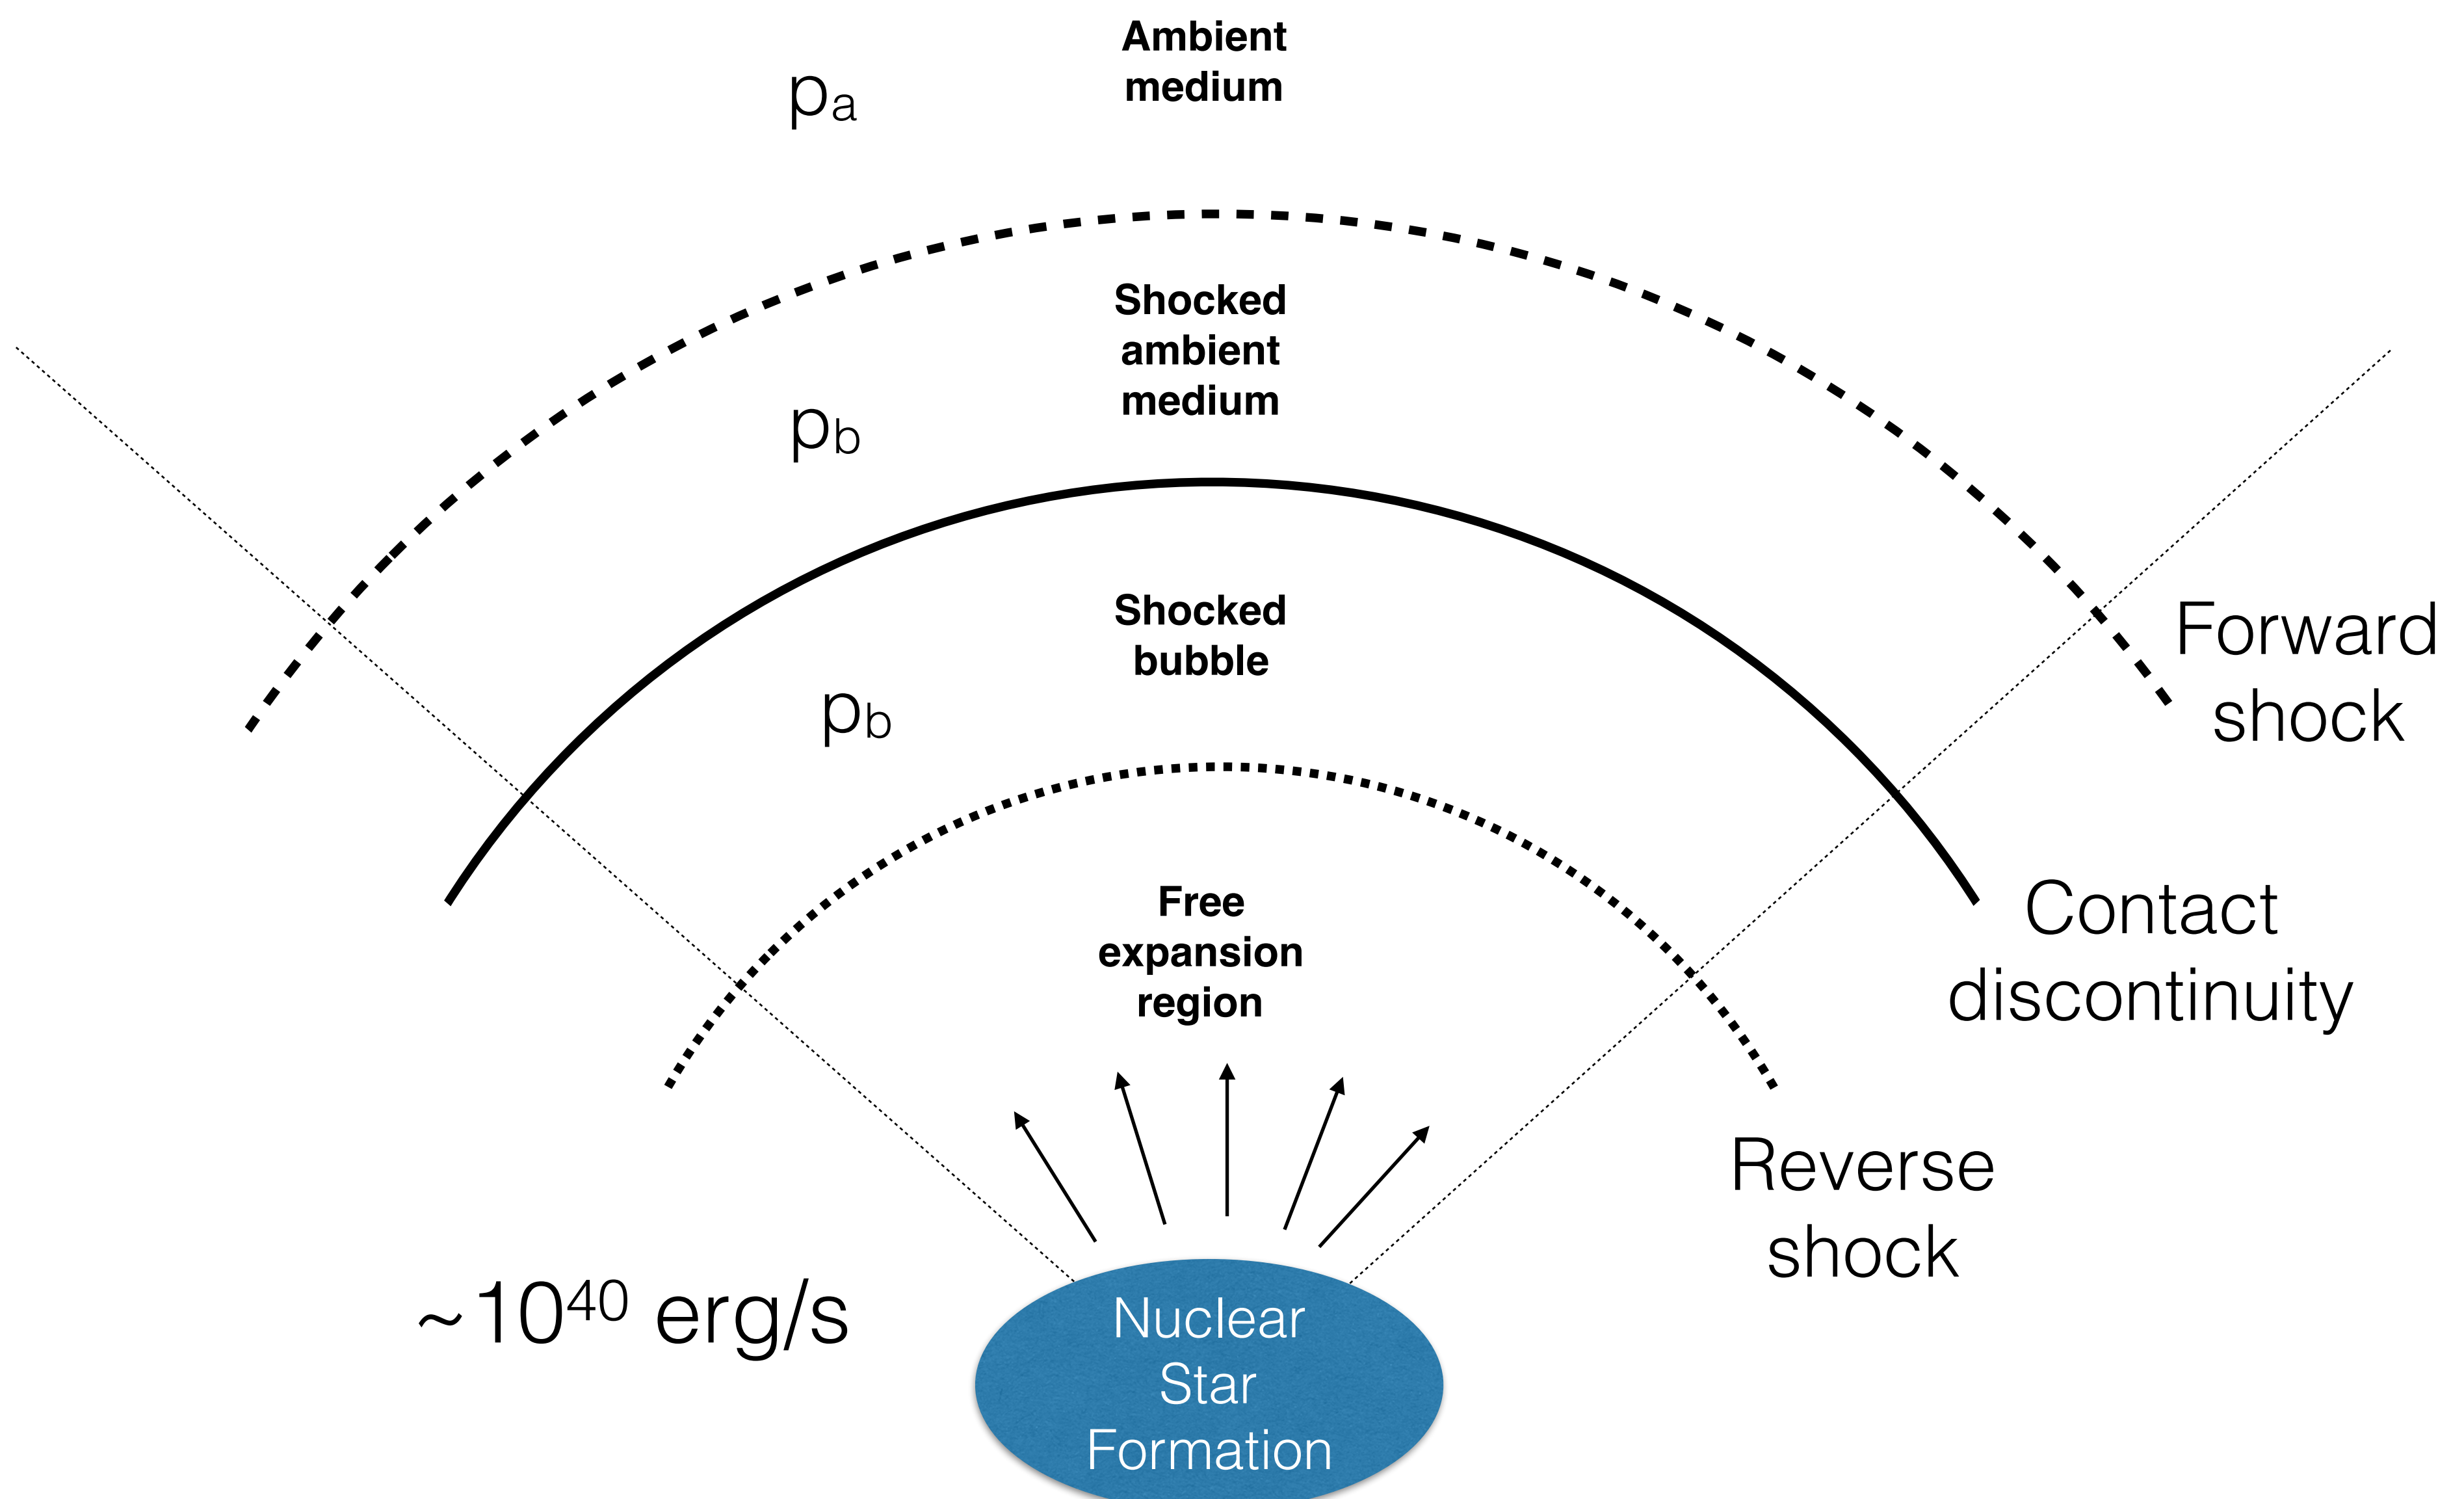 Ambient
medium
pa
Shocked
ambient
medium
pb
Shocked
bubble
pb
Forward
shock
Free
expansion
region
Contact
discontinuity
Reverse
shock
~10⁴⁰ erg/s
Nuclear
Star
Formation